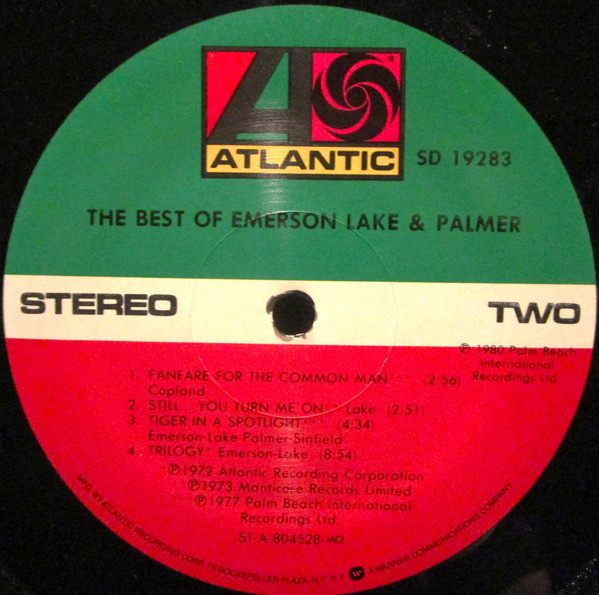 ATLANTIC
SD 19283
THE BEST OF EMERSON LAKE & PALMER
STEREO
TWO
℗ 1980 Palm Beach
International
Recordings Ltd.
1. FANFARE FOR THE COMMON MAN*** (2:56)
Copland
2. STILL...YOU TURN ME ON** Lake (2:51)
3. TIGER IN A SPOTLIGHT*** (4:34)
Emerson-Lake-Palmer-Sinfield
4. TRILOGY* Emerson-Lake (8:54)
*℗1972 Atlantic Recording Corporation
**℗1973 Manticore Records Limited
***℗1977 Palm Beach International
Recordings Ltd
ST-A-804528 MO
MFG. BY ATLANTIC RECORDING CORP. 75 ROCKEFELLER PLAZA, N.Y. N.Y. A WARNER COMMUNICATIONS COMPANY